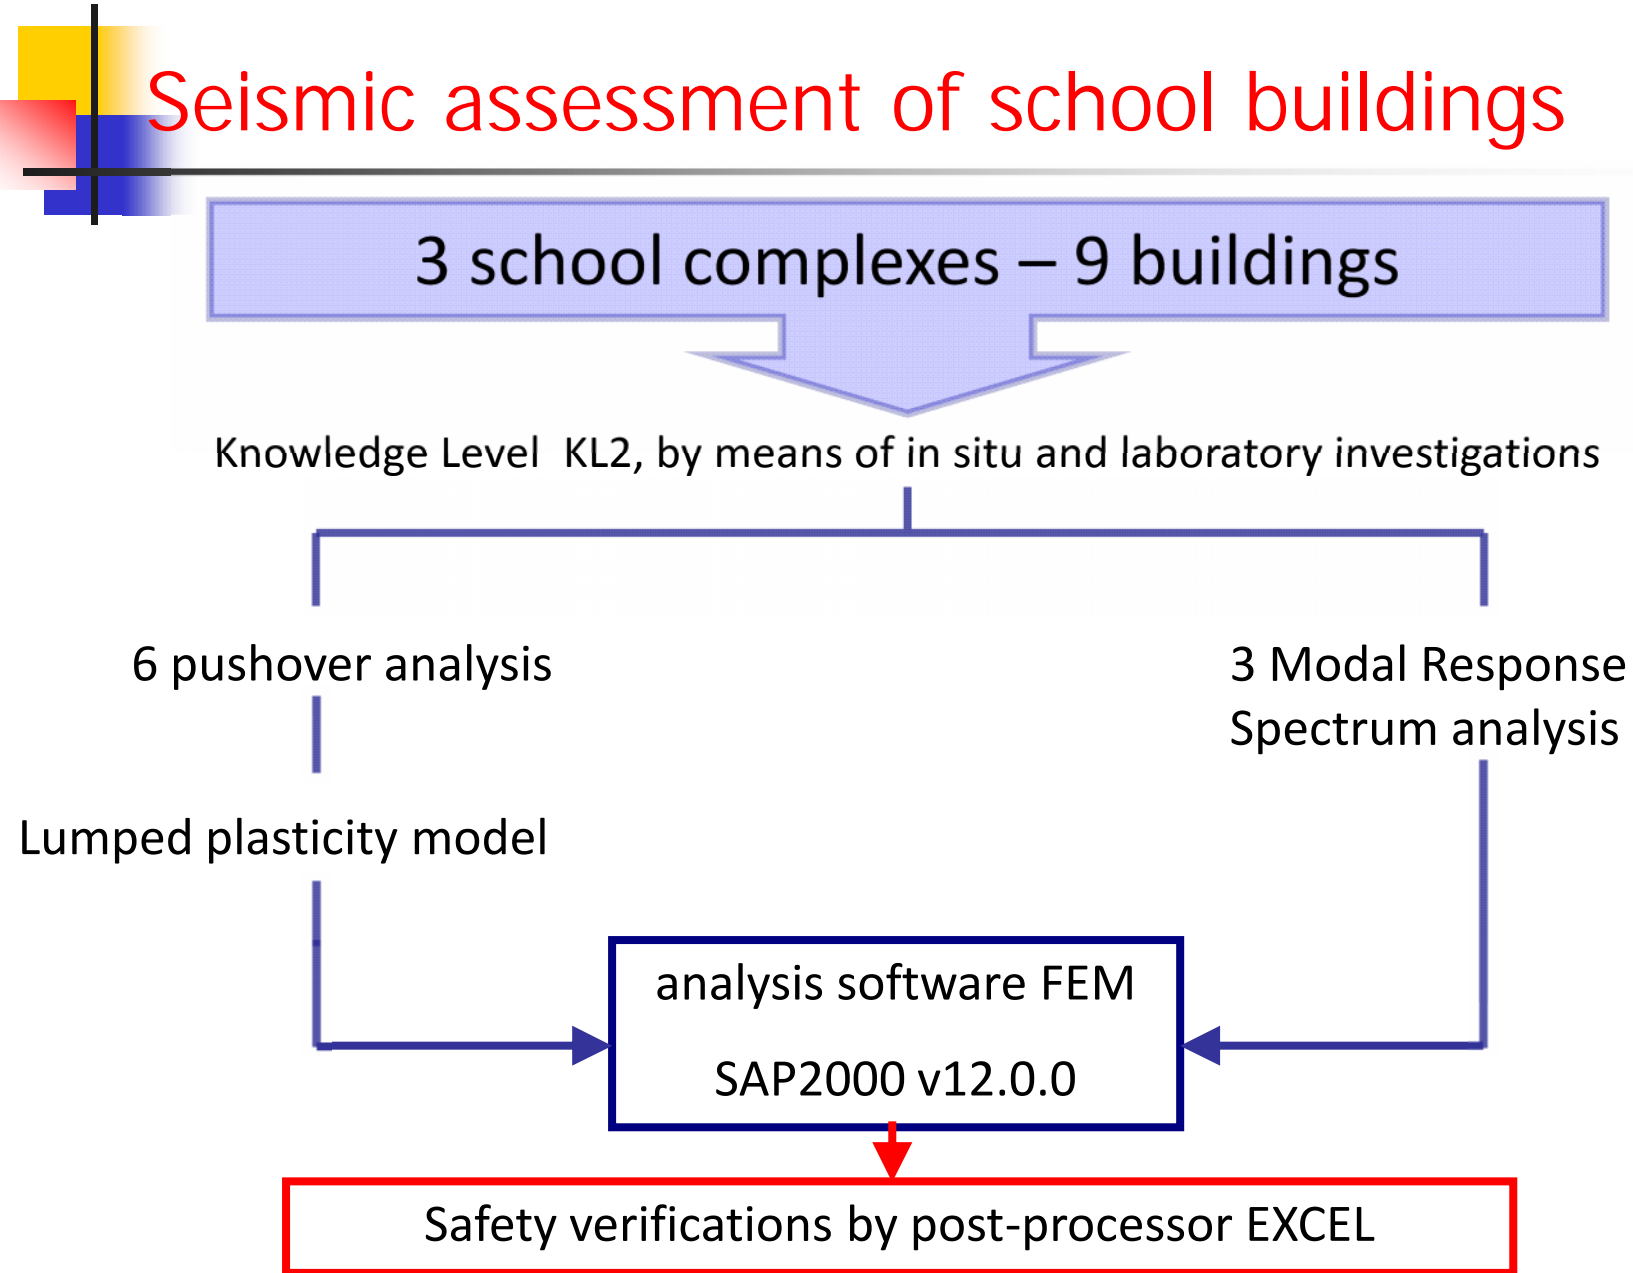 Seismic assessment of school buildings
3 school complexes – 9 buildings
Knowledge Level KL2, by means of in situ and laboratory investigations
6 pushover analysis
3 Modal Response
Spectrum analysis
Lumped plasticity model
analysis software FEM
SAP2000 v12.0.0
Safety verifications by post-processor EXCEL